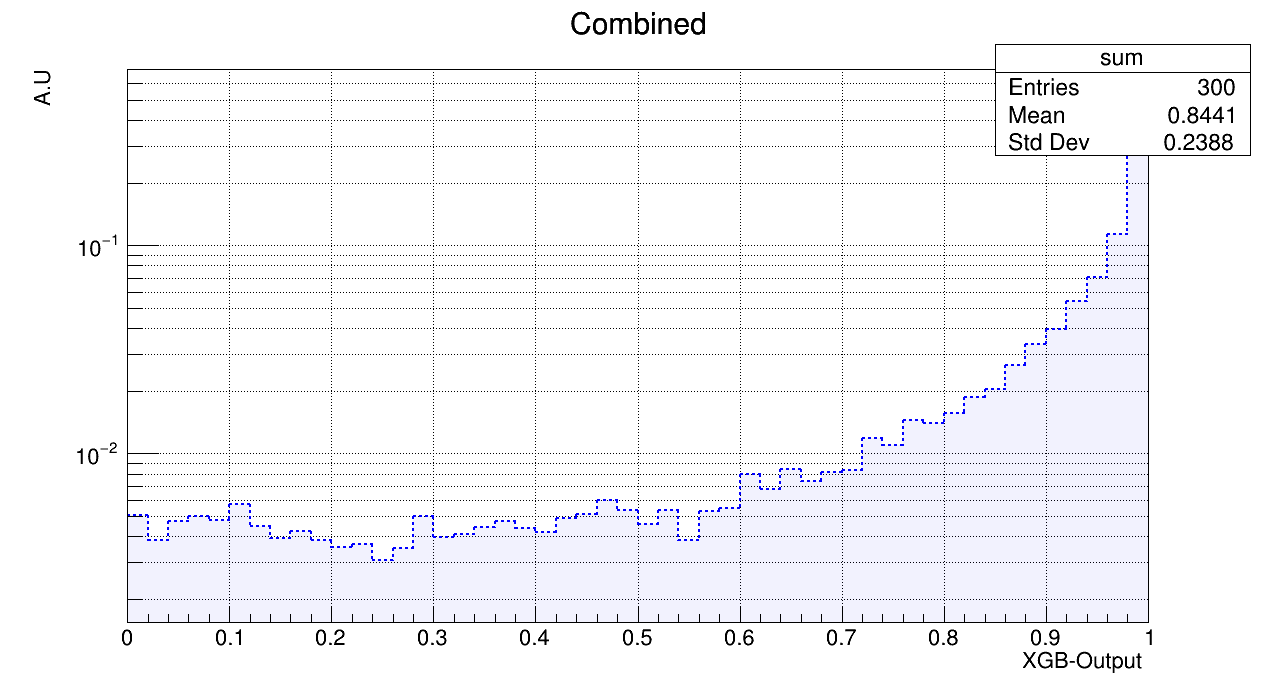 Combined
A.U
sum
Entries 300
Mean 0.8441
Std Dev 0.2388
10⁻¹
10⁻²
0 0.1 0.2 0.3 0.4 0.5 0.6 0.7 0.8 0.9 1
XGB-Output